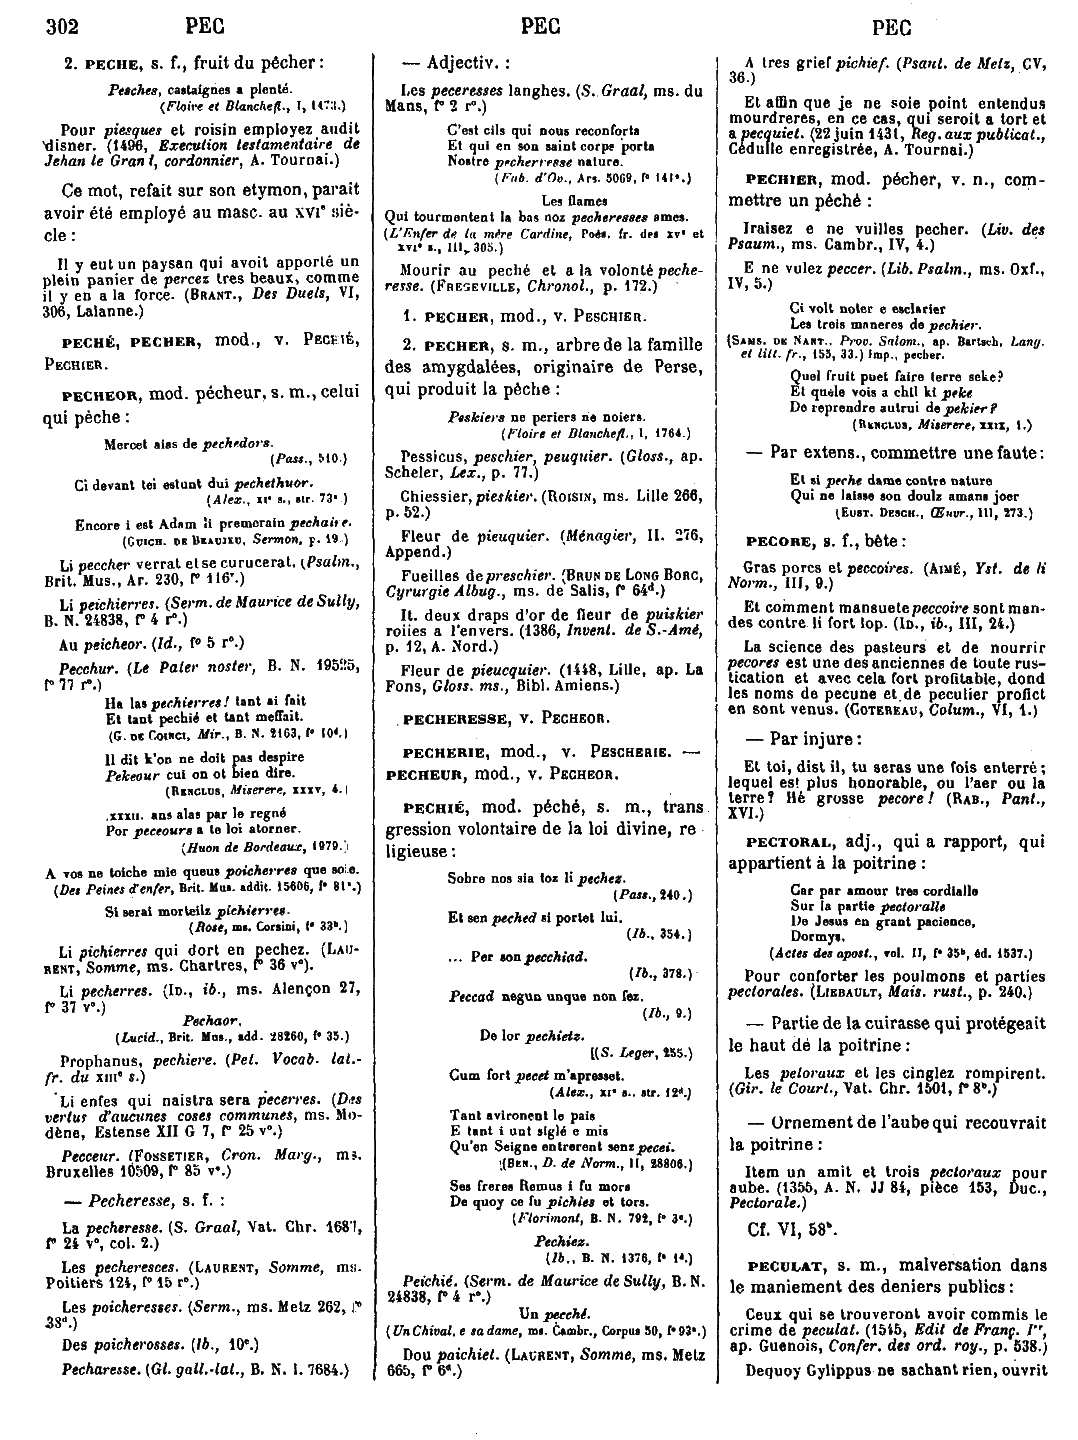 302 PEC PEC PEC
2. PECHE, s. f., fruit du pécher :
Pesches, castaignes a plenté.
(Floire et Blanchefl., I, 1473.)
Pour piesques et roisin employez audit
disner. (1496, Execution testamentaire de
Jehan le Grant, cordonnier, A. Tournai.)
Ce mot, refait sur son etymon, parait
avoir été employé au masc. au XVIe siè-
cle :
Il y eut un paysan qui avoit apporté un
plein panier de percez tres beaux, comme
il y en a la force. (BRANT., Des Duels, VI,
306, Lalanne.)
PECHÉ, PECHER, mod., v. PECHIÉ,
PECHIER.
PECHEOR, mod. pécheur, s. m., celui
qui pèche :
Mercet aias de pechedors.
(Pass., 510.)
Ci devant tei estunt dui pechethuor.
(Alex., XIe s., str. 73e.)
Encore i est Adam li premerain pechaire.
(GUICH. DE BEAUJEU, Sermon, p. 19.)
Li peccher verrat et se curucerat. (Psalm.,
Brit. Mus., Ar. 230, fo 116r.)
Li peichierres. (Serm. de Maurice de Sully,
B. N. 24838, fo 4 ro.)
Au peicheor. (Id., fo 5 ro.)
Pecchur. (Le Pater noster, B. N. 19525,
fo 77 ro.)
Ha las pechierres! tant ai fait
Et tant pechié et tant meffait.
(G. DE COINCI, Mir., B. N. 2163, fo 10d.)
Il dit k'on ne doit pas despire
Pekeour cui on ot bien dire.
(RENCLUS, Miserere, XXXV, 4.)
.XXXII. ans alas par le regné
Por peceours a te loi atorner.
(Huon de Bordeaux, 1979.)
A vos ne toiche mie queus poicherres que soie.
(Des Peines d'enfer, Brit. Mus. addit. 15606, fo 81a.)
Si serai morteilz pichierres.
(Rose, ms. Corsini, fo 33b.)
Li pichierres qui dort en pechez. (LAU-
RENT, Somme, ms. Chartres, fo 36 vo).
Li pecherres. (ID., ib., ms. Alençon 27,
fo 37 vo.)
Pechaor.
(Lucid., Brit. Mus., add. 28260, fo 35.)
Prophanus, pechiere. (Pet. Vocab. lat.-
fr. du XIIIe s.)
Li enfes qui naistra sera pecerres. (Des
vertus d'aucunes coses communes, ms. Mo-
dène, Estense XII G 7, fo 25 vo.)
Pecceur. (FOSSETIER, Cron. Marg., ms.
Bruxelles 10509, fo 85 vo.)
— Pecheresse, s. f. :
La pecheresse. (S. Graal, Vat. Chr. 1687,
fo 24 vo, col. 2.)
Les pecheresces. (LAURENT, Somme, ms.
Poitiers 124, fo 15 ro.)
Les poicheresses. (Serm., ms. Metz 262, fo
38d.)
Des poicherosses. (Ib., 10c.)
Pecharesse. (Gl. gall.-lat., B. N. l. 7684.)
— Adjectiv. :
Les peceresses langhes. (S. Graal, ms. du
Mans, fo 2 ro.)
C'est cils qui nous reconforta
Et qui en son saint corps porta
Nostre pecherresse nature.
(Fab. d'Ov., Ars. 5069, fo 141a.)
Les flames
Qui tourmentent la bas noz pecheresses ames.
(L'Enfer de la mère Cardine, Poés. fr. des XVe et
XVIe s., III, 305.)
Mourir au peché et a la volonté peche-
resse. (FREGEVILLE, Chronol., p. 172.)
1. PECHER, mod., v. PESCHIER.
2. PECHER, s. m., arbre de la famille
des amygdalées, originaire de Perse,
qui produit la pêche :
Peskiers ne periers ne noiers.
(Floire et Blanchefl., I, 1764.)
Pessicus, peschier, peuquier. (Gloss., ap.
Scheler, Lex., p. 77.)
Chiessier, pieskier. (ROISIN, ms. Lille 266,
p. 52.)
Fleur de pieuquier. (Ménagier, II. 276,
Append.)
Fueilles de preschier. (BRUN DE LONG BORC,
Cyrurgie Albug., ms. de Salis, fo 64d.)
It. deux draps d'or de fleur de puiskier
roiies a l'envers. (1386, Invent. de S.-Amé,
p. 12, A. Nord.)
Fleur de pieucquier. (1448, Lille, ap. La
Fons, Gloss. ms., Bibl. Amiens.)
PECHERESSE, v. PECHEOR.
PECHERIE, mod., v. PESCHERIE. —
PECHEUR, mod., v. PECHEOR.
PECHIÉ, mod. péché, s. m., trans
gression volontaire de la loi divine, re
ligieuse :
Sobre nos sia toz li pechez.
(Pass., 240.)
Et sen peched si portet lui.
(Ib., 354.)
... Per son pecchiad.
(Ib., 378.)
Peccad negun unque non fez.
(Ib., 9.)
De lor pechietz.
[(S. Leger, 255.)
Cum fort pecet m'apresset.
(Alex., XIe s., str. 12d.)
Tant avironent le pais
E tant i unt siglé e mis
Qu'en Seigne entrerent senz pecei.
(BEN., D. de Norm., II, 28806.)
Ses freres Remus i fu mors
De quoy ce fu pichies et tors.
(Florimont, B. N. 792, fo 3c.)
Pechiez.
(Ib., B. N. 1376, fo 1d.)
Peichié. (Serm. de Maurice de Sully, B. N.
24838, fo 4 ro.)
Un pecché.
(Un Chival. e sa dame, ms. Cambr., Corpus 50, fo 93c.)
Dou paichiet. (LAURENT, Somme, ms. Metz
665, fo 6d.)
A tres grief pichief. (Psaut. de Metz, CV,
36.)
Et affin que je ne soie point entendus
mourdreres, en ce cas, qui seroit a tort et
a pecquiet. (22 juin 1431, Reg. aux publicat.,
Cédulle enregistrée, A. Tournai.)
PECHIER, mod. pécher, v. n., com-
mettre un péché :
Iraisez e ne vuilles pecher. (Liv. des
Psaum., ms. Cambr., IV, 4.)
E ne vulez peccer. (Lib. Psalm., ms. Oxf.,
IV, 5.)
Ci volt noter e esclarier
Les treis maneres de pechier.
(SAMS. DE NANT., Prov. Salom., ap. Bartsch, Lang.
et litt. fr., 155, 33.) Imp., pecher.
Quel fruit puet faire terre seke?
Et quele vois a chil ki peke
De reprendre autrui de pekier?
(RENCLUS, Miserere, XXIX, 1.)
— Par extens., commettre une faute :
Et si peche dame contre nature
Qui ne laisse son doulz amans joer
(EUST. DESCH., Œuvr., III, 273.)
PECORE, s. f., bête :
Gras porcs et peccoires. (AIMÉ, Yst. de li
Norm., III, 9.)
Et comment mansuete peccoire sont man-
des contre li fort lop. (ID., ib., III, 24.)
La science des pasteurs et de nourrir
pecores est une des anciennes de toute rus-
tication et avec cela fort profitable, dond
les noms de pecune et de peculier profict
en sont venus. (COTEREAU, Colum., VI, 1.)
— Par injure :
Et toi, dist il, tu seras une fois enterré ;
lequel est plus honorable, ou l'aer ou la
terre? Hé grosse pecore! (RAB., Pant.,
XVI.)
PECTORAL, adj., qui a rapport, qui
appartient à la poitrine :
Car par amour tres cordialle
Sur la partie pectoralle
De Jesus en grant pacience,
Dormys.
(Actes des apost., vol. II, fo 35b, éd. 1537.)
Pour conforter les poulmons et parties
pectorales. (LIEBAULT, Mais. rust., p. 240.)
— Partie de la cuirasse qui protégeait
le haut de la poitrine :
Les petoraux et les cinglez rompirent.
(Gir. le Court., Vat. Chr. 1501, fo 8b.)
— Ornement de l'aube qui recouvrait
la poitrine :
Item un amit et trois pectoraux pour
aube. (1355, A. N. JJ 84, pièce 153, Duc.,
Pectorale.)
Cf. VI, 58b.
PECULAT, s. m., malversation dans
le maniement des deniers publics :
Ceux qui se trouveront avoir commis le
crime de peculat. (1545, Edit de Franç. Ier,
ap. Guenois, Confer. des ord. roy., p. 538.)
Dequoy Gylippus ne sachant rien, ouvrit